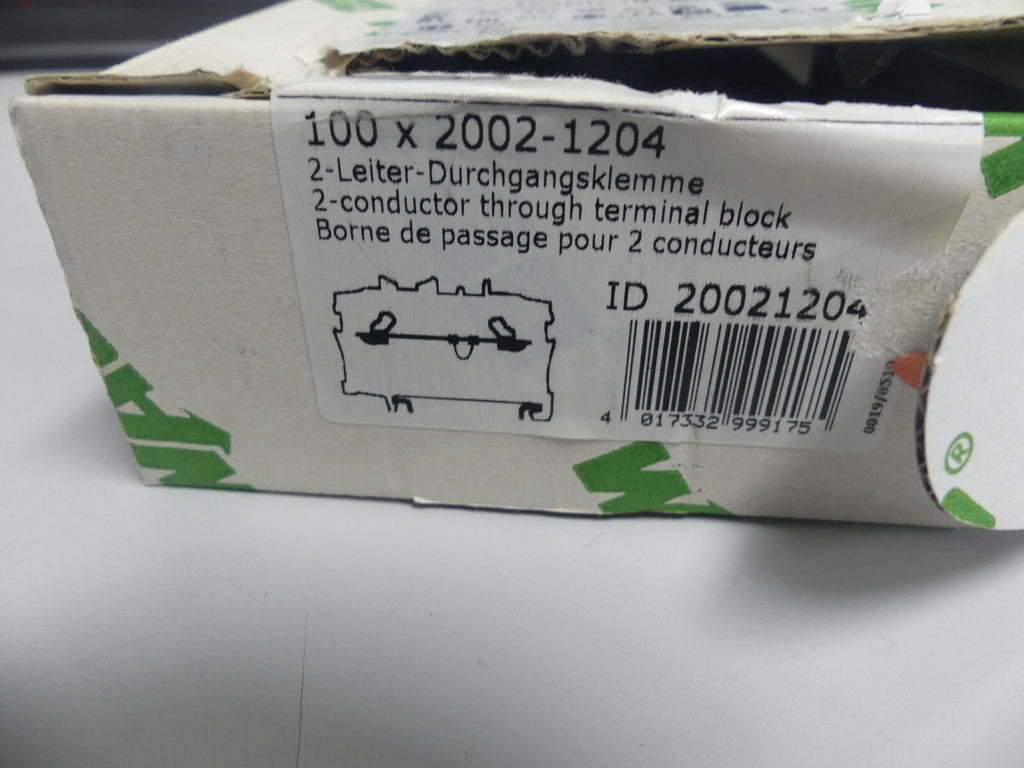 100 x 2002-1204
2-Leiter-Durchgangsklemme
2-conductor through terminal block
Borne de passage pour 2 conducteurs
ID 20021204
4 017332 999175
®